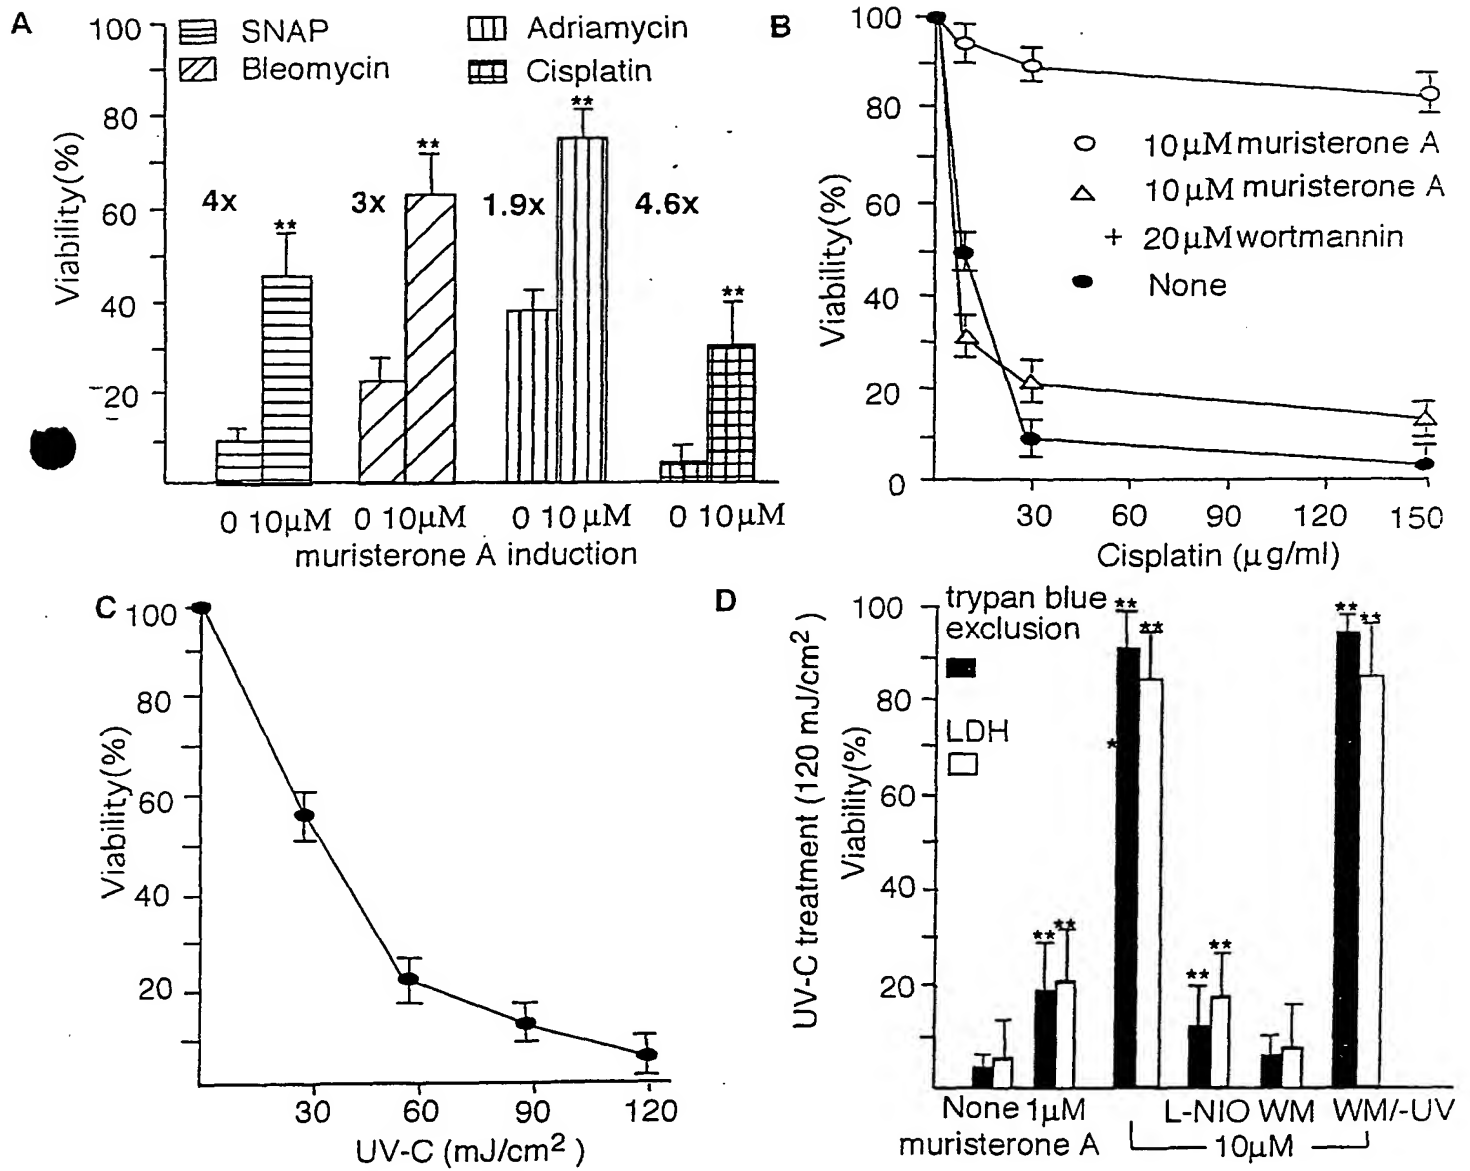 A
100
80
60
40
20
Viability (%)
SNAP
Bleomycin
Adriamycin
Cisplatin
4x
**
3x
**
1.9x
**
4.6x
**
0 10μM 0 10μM 0 10 μM 0 10μM
muristerone A induction
B
100
80
60
40
20
0
Viability (%)
10μM muristerone A
10μM muristerone A
+ 20μM wortmannin
None
30 60 90 120 150
Cisplatin (μg/ml)
C
100
80
60
40
20
Viability (%)
30 60 90 120
UV-C (mJ/cm²)
D
UV-C treatment (120 mJ/cm²)
Viability (%)
100
80
60
40
20
trypan blue
exclusion
LDH
** **
*
** **
** **
** **
None 1μM L-NIO WM WM/-UV
muristerone A 10μM